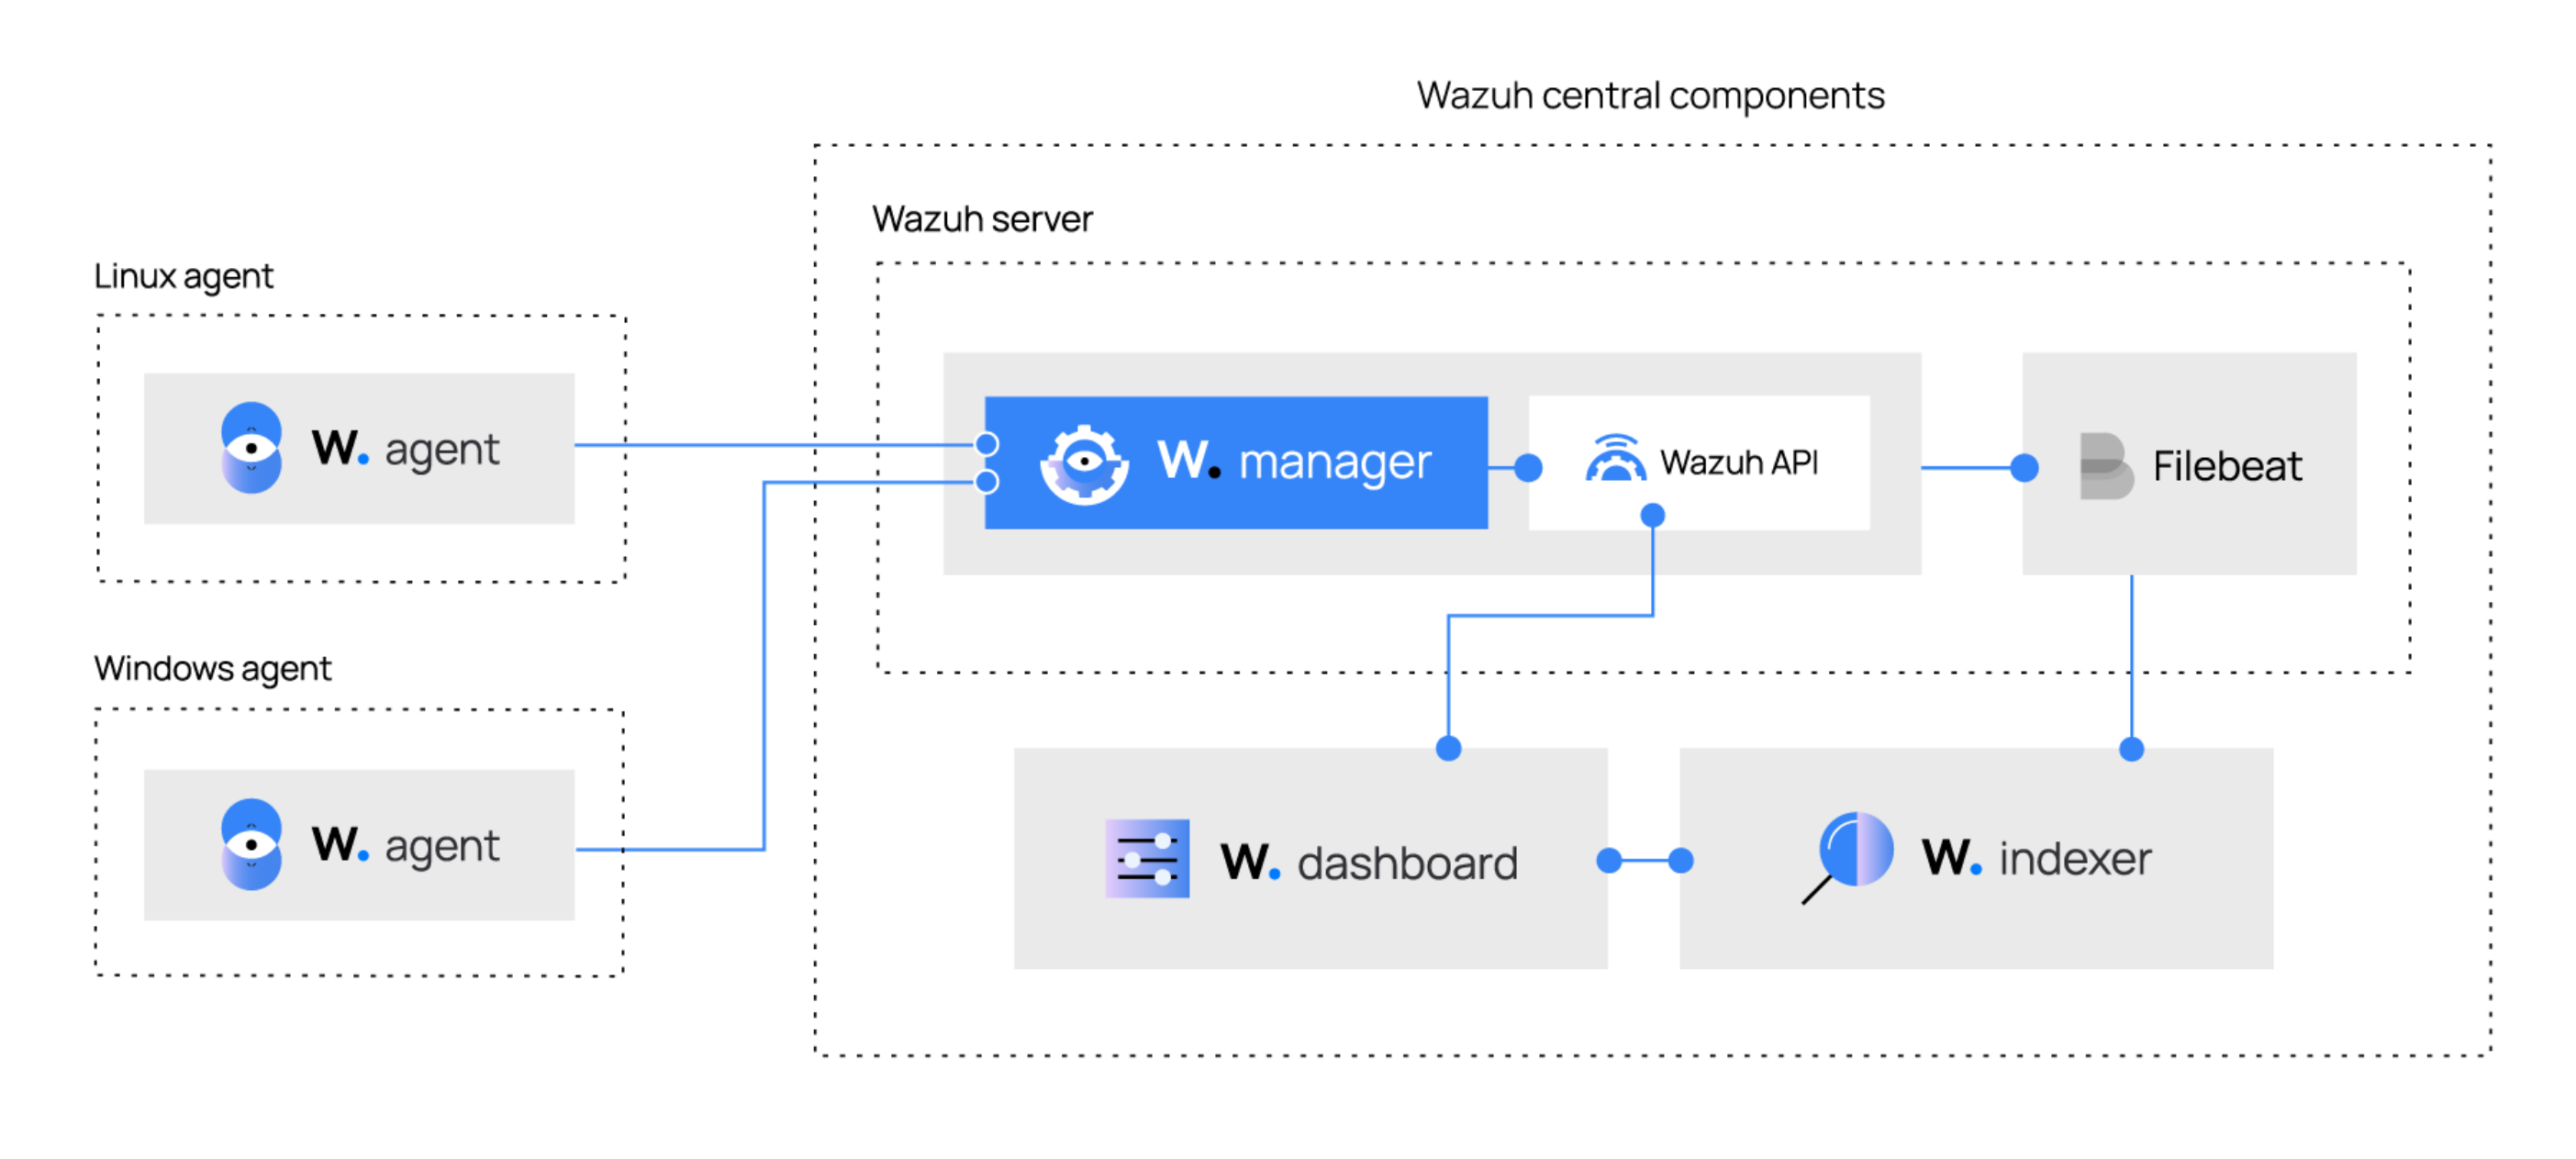 Wazuh central components
Wazuh server
Linux agent
W. agent
W. manager
Wazuh API
Filebeat
Windows agent
W. agent
W. dashboard
W. indexer